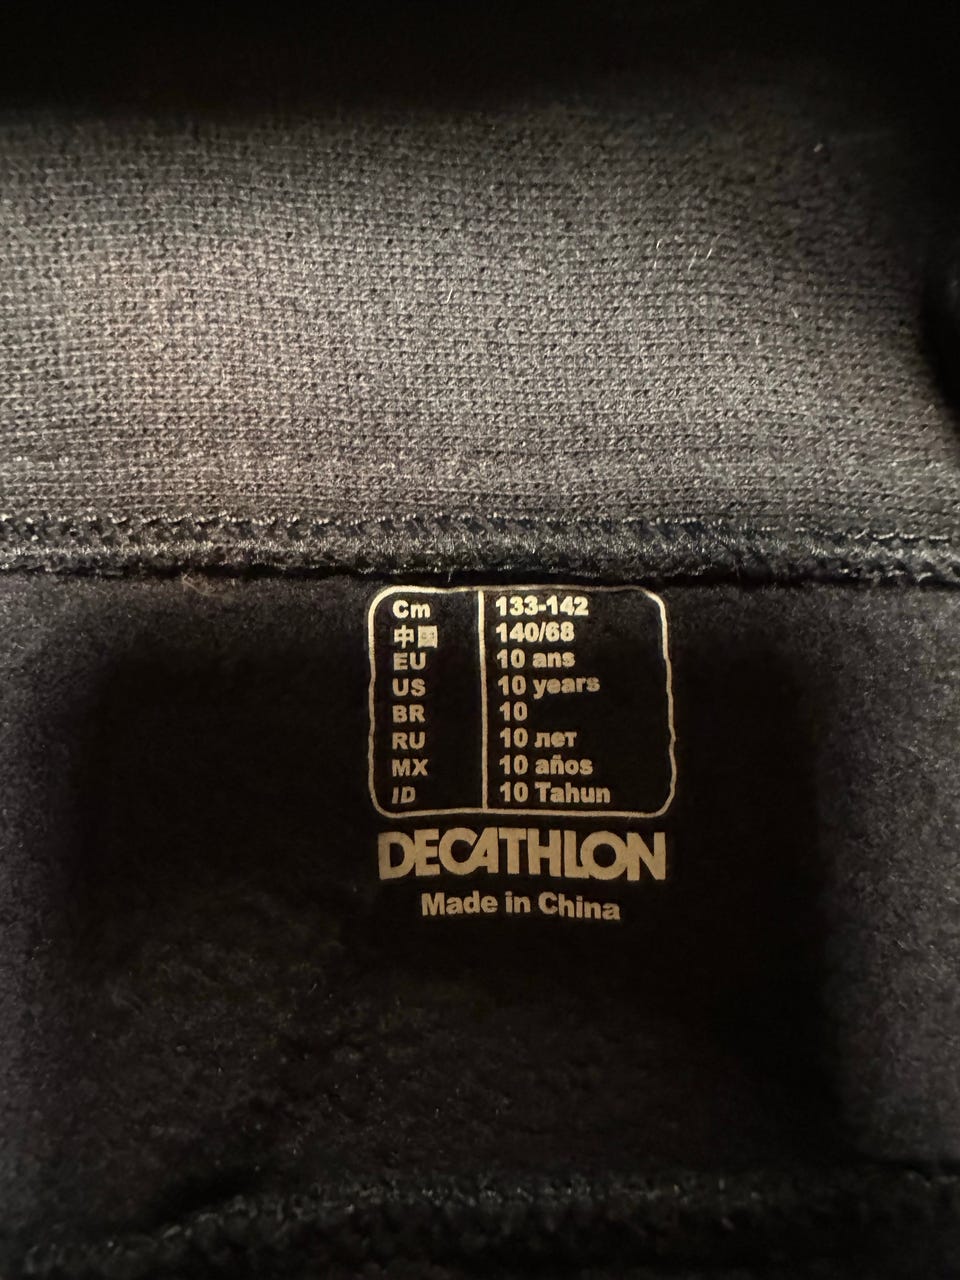 Cm 133-142
中国 140/68
EU 10 ans
US 10 years
BR 10
RU 10 лет
MX 10 años
ID 10 Tahun
DECATHLON
Made in China